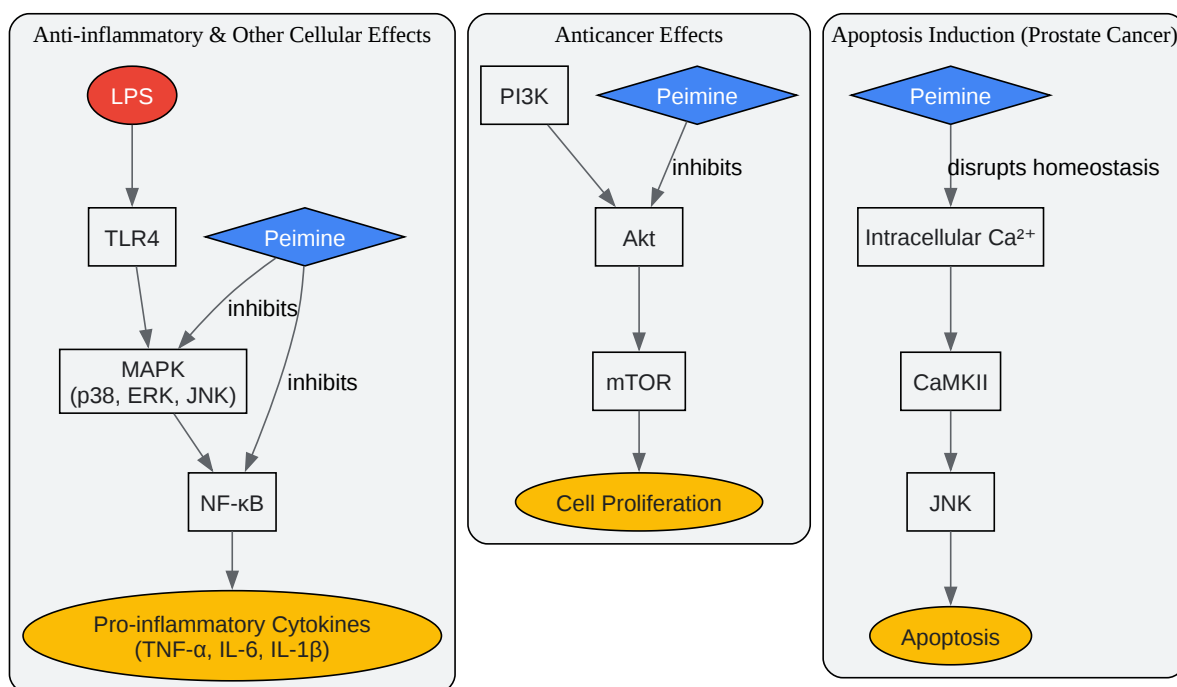 Anti-inflammatory & Other Cellular Effects
LPS
TLR4
Peimine
inhibits
MAPK
(p38, ERK, JNK)
inhibits
NF-κB
Pro-inflammatory Cytokines
(TNF-α, IL-6, IL-1β)
Anticancer Effects
PI3K
Peimine
inhibits
Akt
mTOR
Cell Proliferation
Apoptosis Induction (Prostate Cancer)
Peimine
disrupts homeostasis
Intracellular Ca²⁺
CaMKII
JNK
Apoptosis